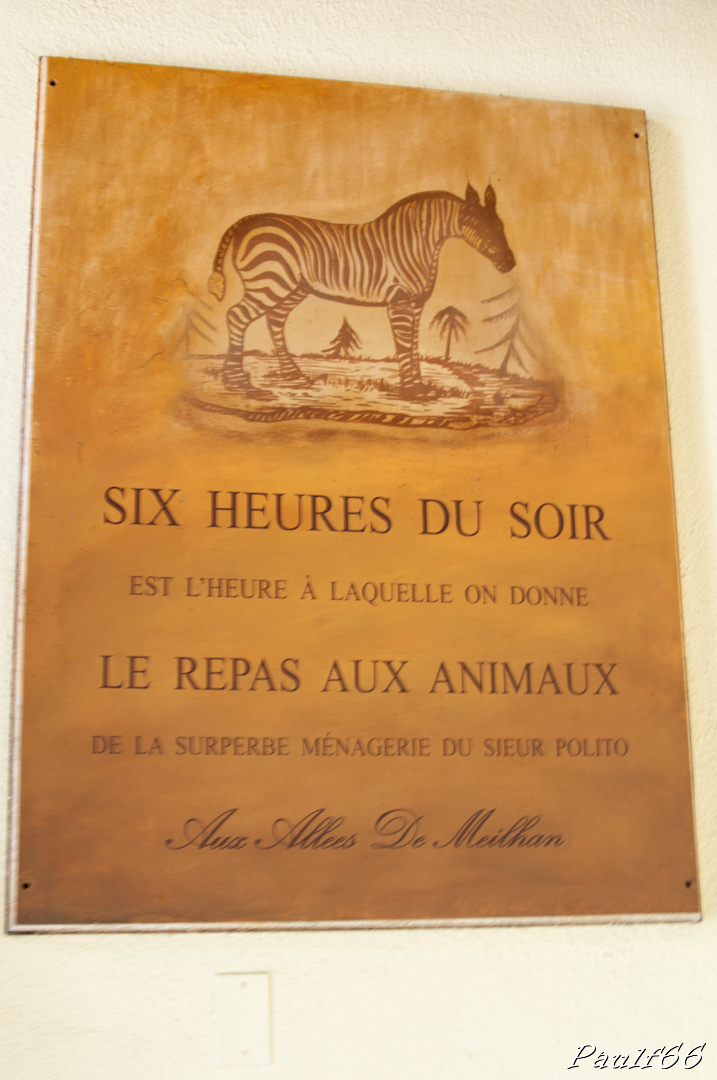 SIX HEURES DU SOIR
EST L'HEURE À LAQUELLE ON DONNE
LE REPAS AUX ANIMAUX
DE LA SURPERBE MÉNAGERIE DU SIEUR POLITO
Aux Allees De Meilhan
Paulf66